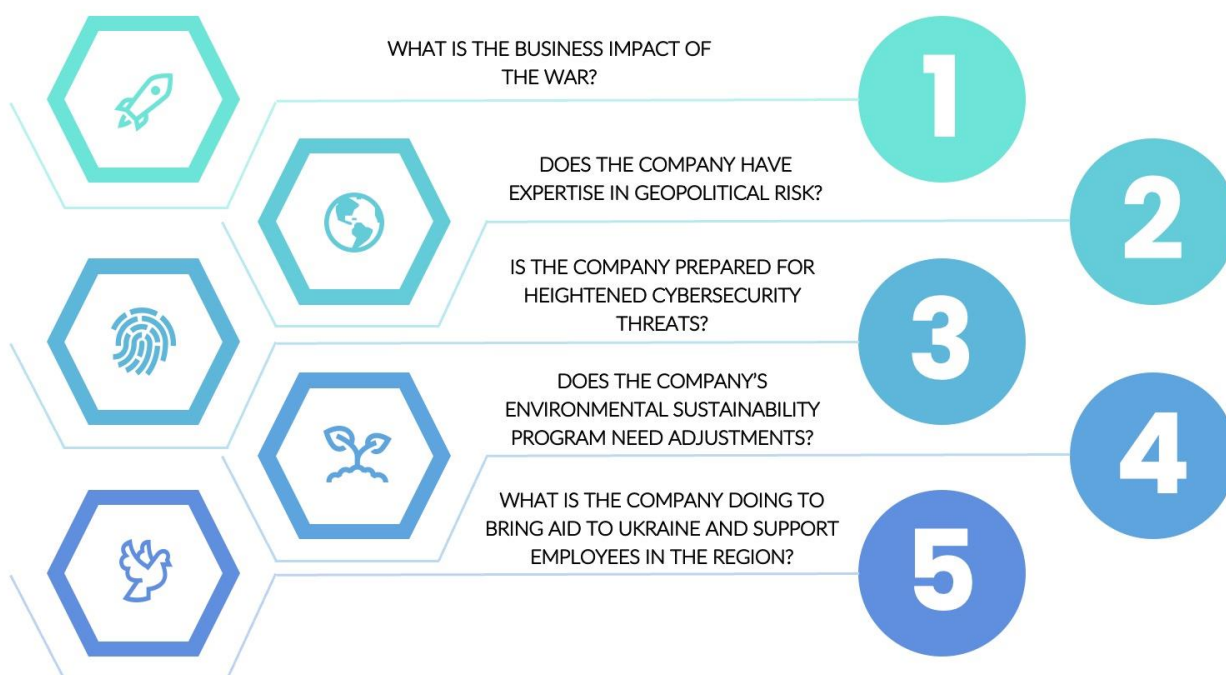 WHAT IS THE BUSINESS IMPACT OF
THE WAR?
1
DOES THE COMPANY HAVE
EXPERTISE IN GEOPOLITICAL RISK?
2
IS THE COMPANY PREPARED FOR
HEIGHTENED CYBERSECURITY
THREATS?
3
DOES THE COMPANY’S
ENVIRONMENTAL SUSTAINABILITY
PROGRAM NEED ADJUSTMENTS?
4
WHAT IS THE COMPANY DOING TO
BRING AID TO UKRAINE AND SUPPORT
EMPLOYEES IN THE REGION?
5